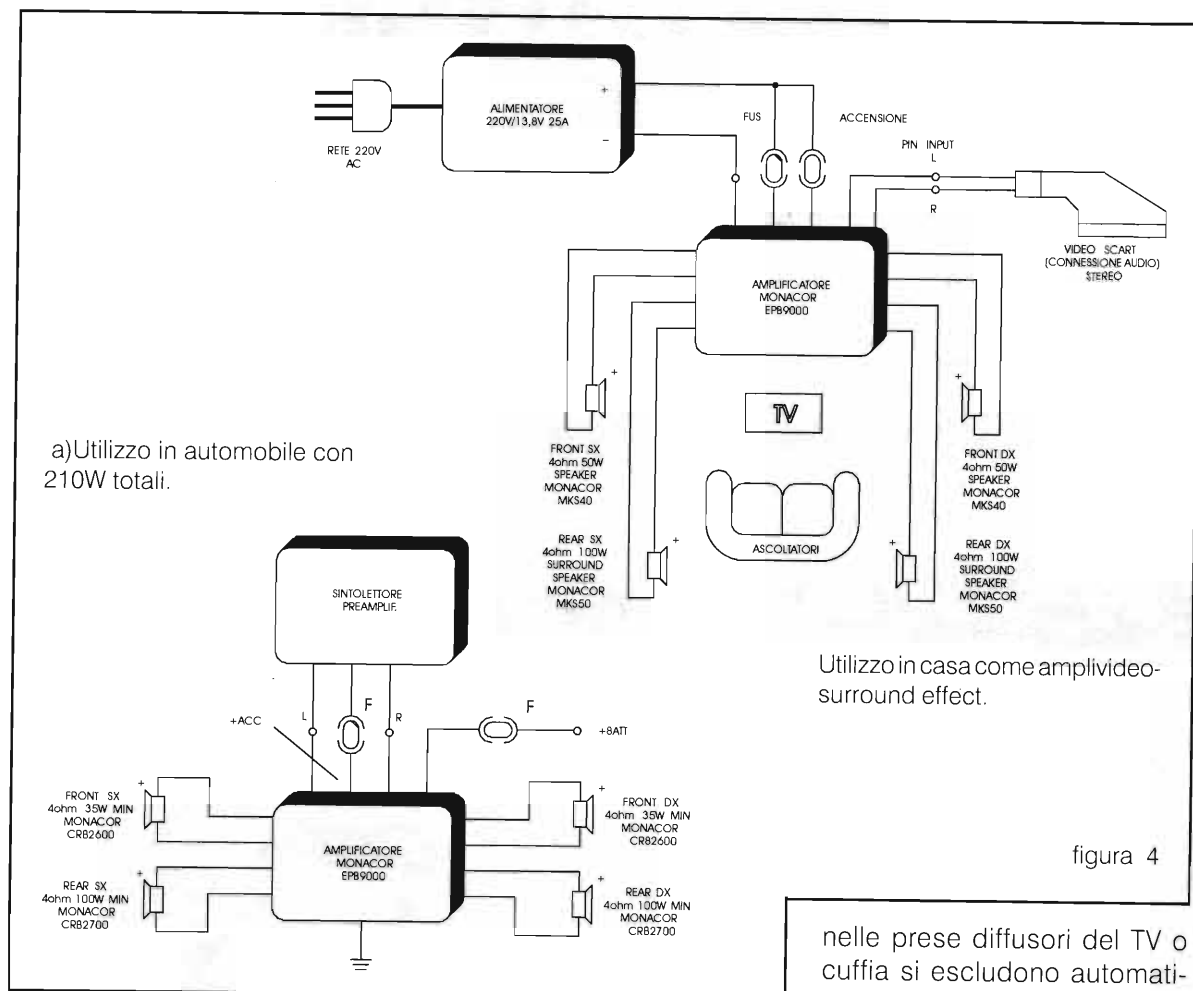 ALIMENTATORE
220V/13,8V 25A
+
−
RETE 220V
AC
FUS
ACCENSIONE
PIN INPUT
L
R
VIDEO SCART
(CONNESSIONE AUDIO)
STEREO
AMPLIFICATORE
MONACOR
EPB9000
+
+
TV
FRONT SX
4ohm 50W
SPEAKER
MONACOR
MKS40
FRONT DX
4ohm 50W
SPEAKER
MONACOR
MKS40
ASCOLTATORI
+
+
REAR SX
4ohm 100W
SURROUND
SPEAKER
MONACOR
MKS50
REAR DX
4ohm 100W
SURROUND
SPEAKER
MONACOR
MKS50
Utilizzo in casa come amplivideo-
surround effect.
a)Utilizzo in automobile con
210W totali.
SINTOLETTORE
PREAMPLIF.
+ACC
L
F
R
F
+BATT
+
+
FRONT SX
4ohm 35W MIN
MONACOR
CRB2600
FRONT DX
4ohm 35W MIN
MONACOR
CRB2600
AMPLIFICATORE
MONACOR
EPB9000
+
+
REAR SX
4ohm 100W MIN
MONACOR
CRB2700
REAR DX
4ohm 100W MIN
MONACOR
CRB2700
figura 4
nelle prese diffusori del TV o
cuffia si escludono automati-